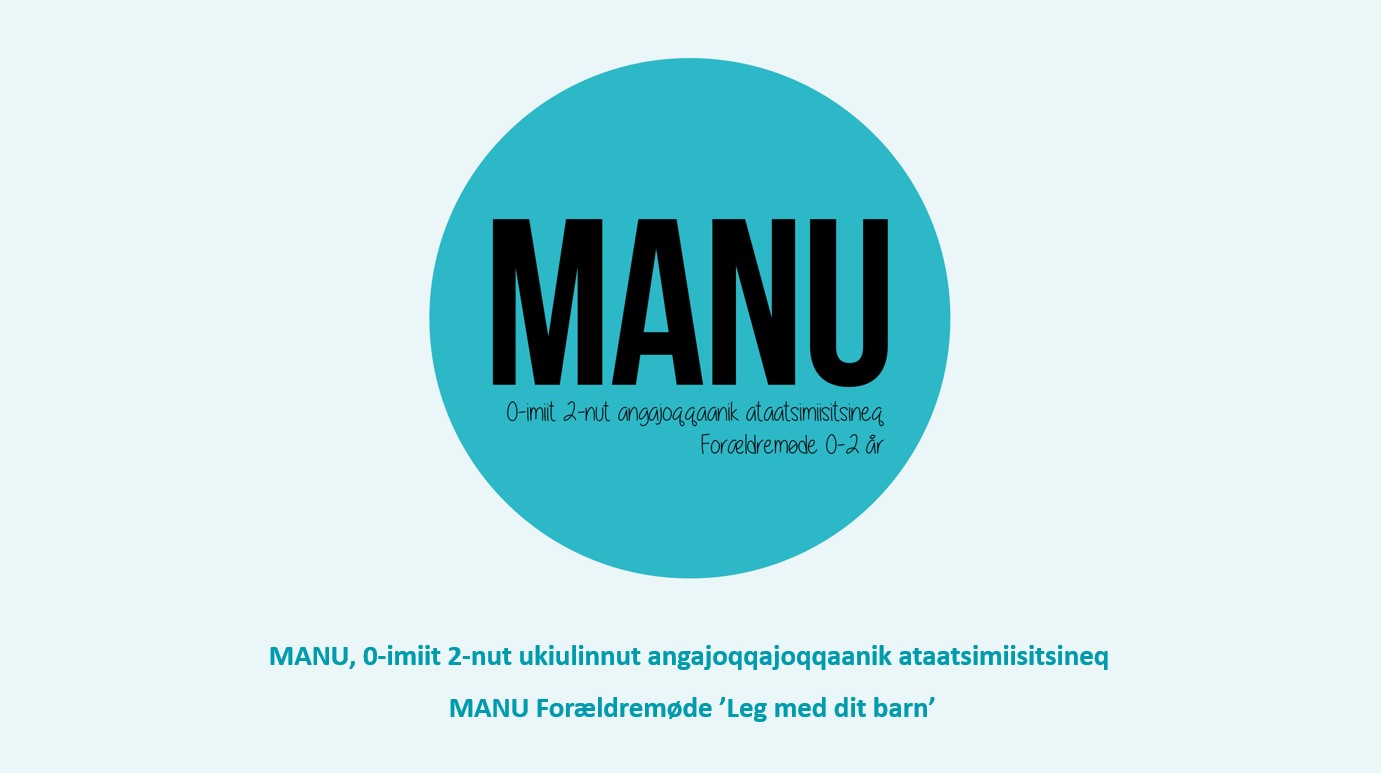 MANU
0-imiit 2-nut angajoqqaanik ataatsimiisitsineq
Forældremøde 0-2 år
MANU, 0-imiit 2-nut ukiulinnut angajoqqajoqqaanik ataatsimiisitsineq
MANU Forældremøde ’Leg med dit barn’